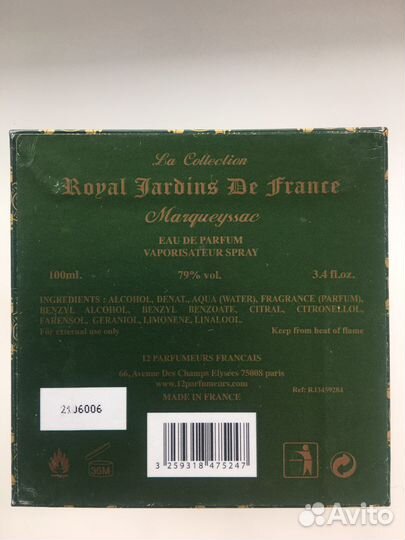 La Collection
Royal Jardins De France
Marqueyssac
EAU DE PARFUM
VAPORISATEUR SPRAY
100ml. 79% vol. 3.4 fl.oz.
INGREDIENTS : ALCOHOL, DENAT., AQUA (WATER), FRAGRANCE (PARFUM),
BENZYL ALCOHOL, BENZYL BENZOATE, CITRAL, CITRONELLOL,
FARENSOL, GERANIOL, LIMONENE, LINALOOL.
For external use only Keep from heat of flame
12 PARFUMEURS FRANCAIS
66, Avenue Des Champs Elysées 75008 paris
www.12parfumeurs.com
MADE IN FRANCE
Ref: RJ3459284
2106006
36M
3 259318 475247
Avito